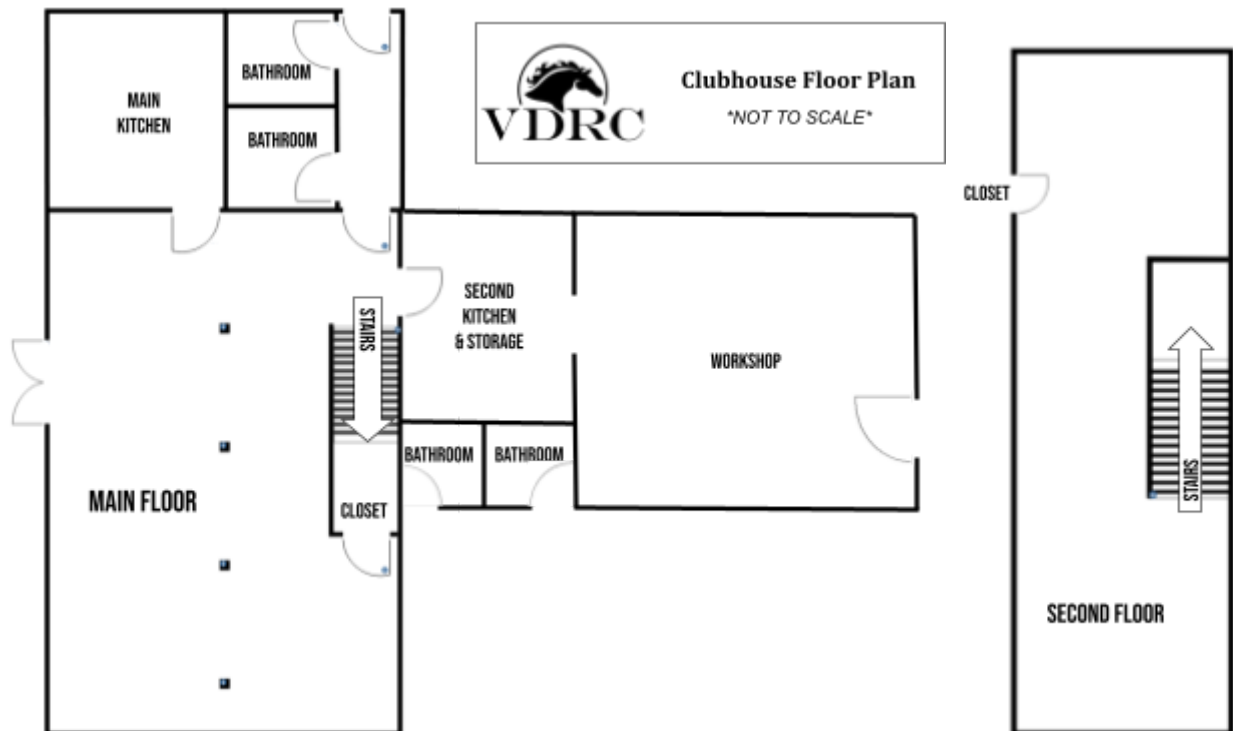 VDRC
Clubhouse Floor Plan
*NOT TO SCALE*
MAIN
KITCHEN
BATHROOM
BATHROOM
CLOSET
STAIRS
SECOND
KITCHEN
& STORAGE
WORKSHOP
BATHROOM
BATHROOM
MAIN FLOOR
CLOSET
STAIRS
SECOND FLOOR